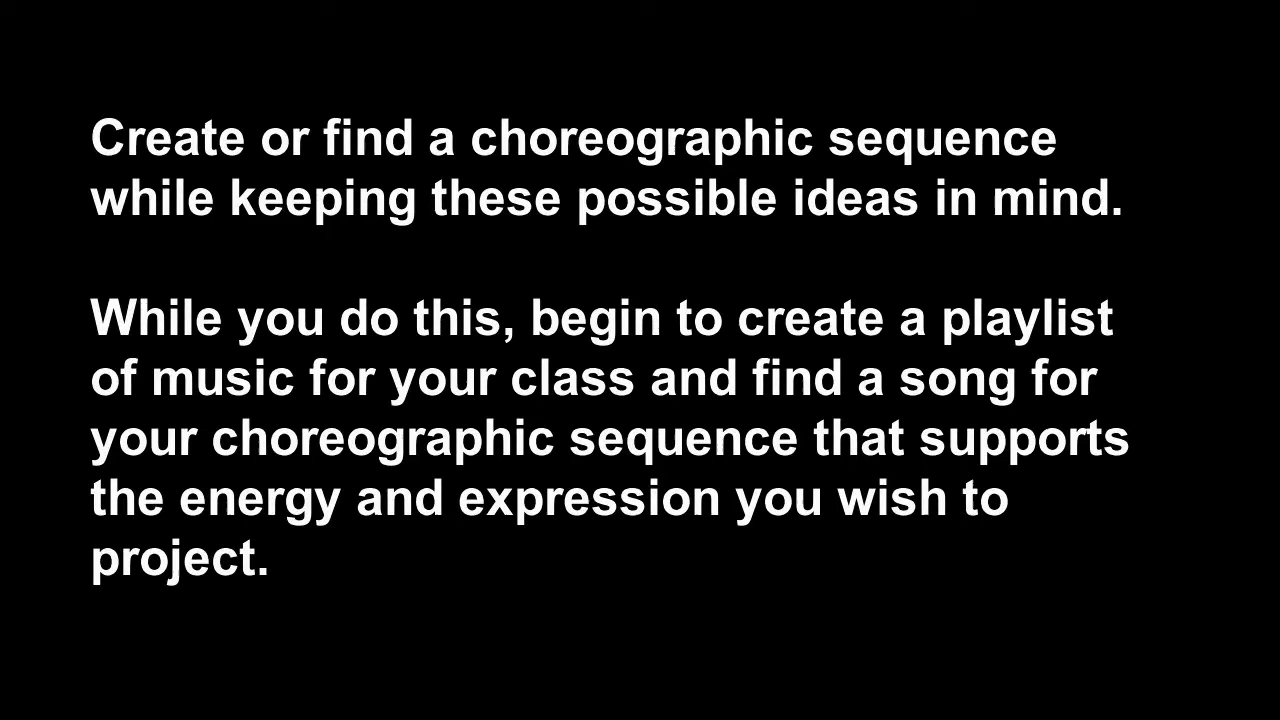 Create or find a choreographic sequence
while keeping these possible ideas in mind.
While you do this, begin to create a playlist
of music for your class and find a song for
your choreographic sequence that supports
the energy and expression you wish to
project.